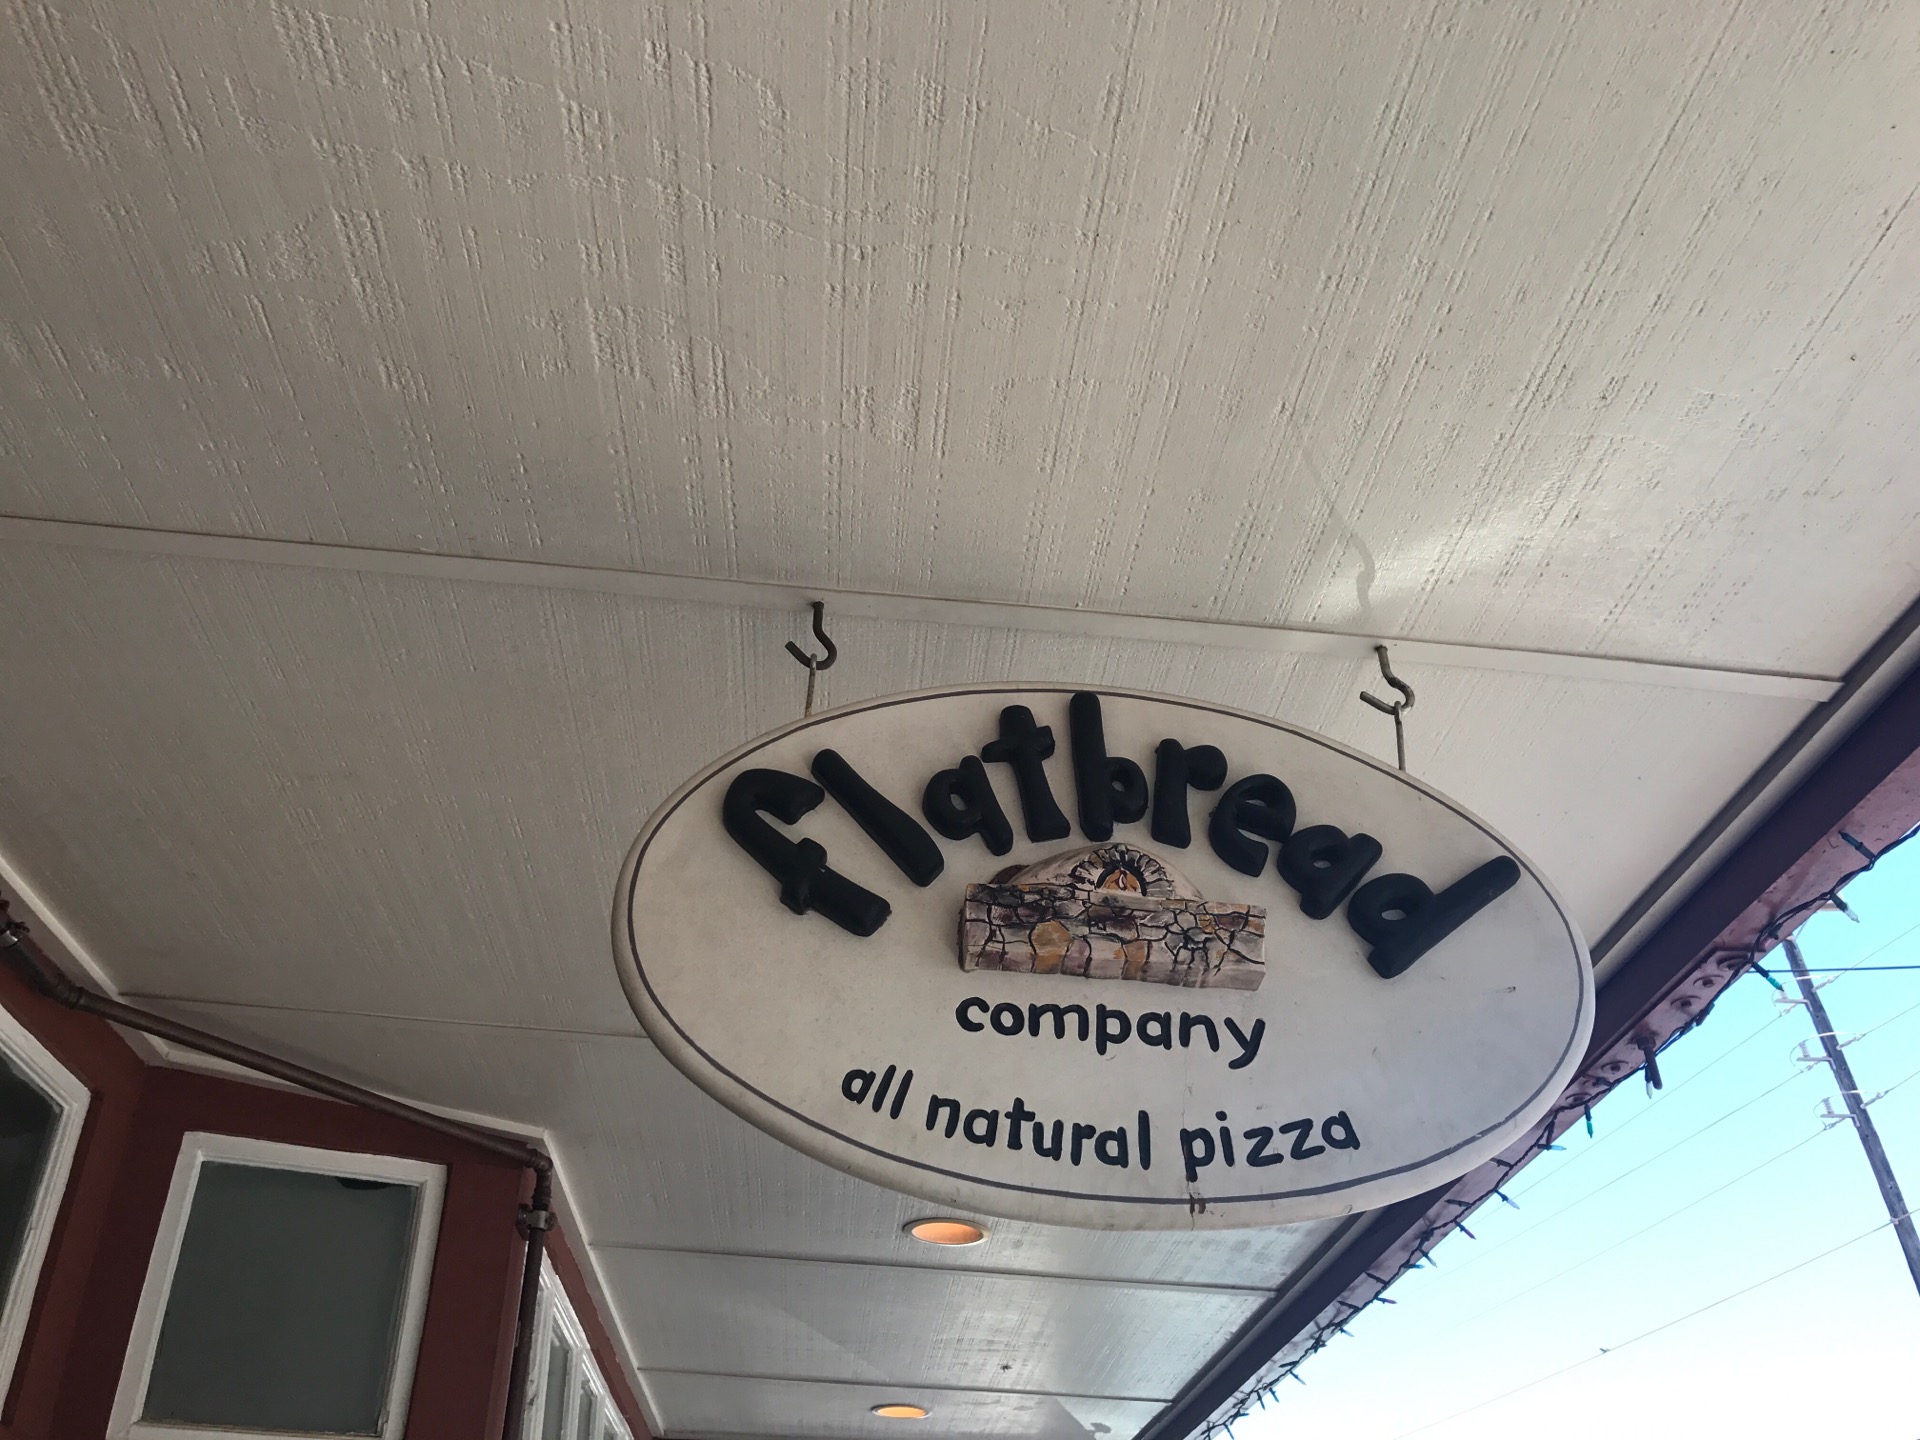 flatbread
company
all natural pizza